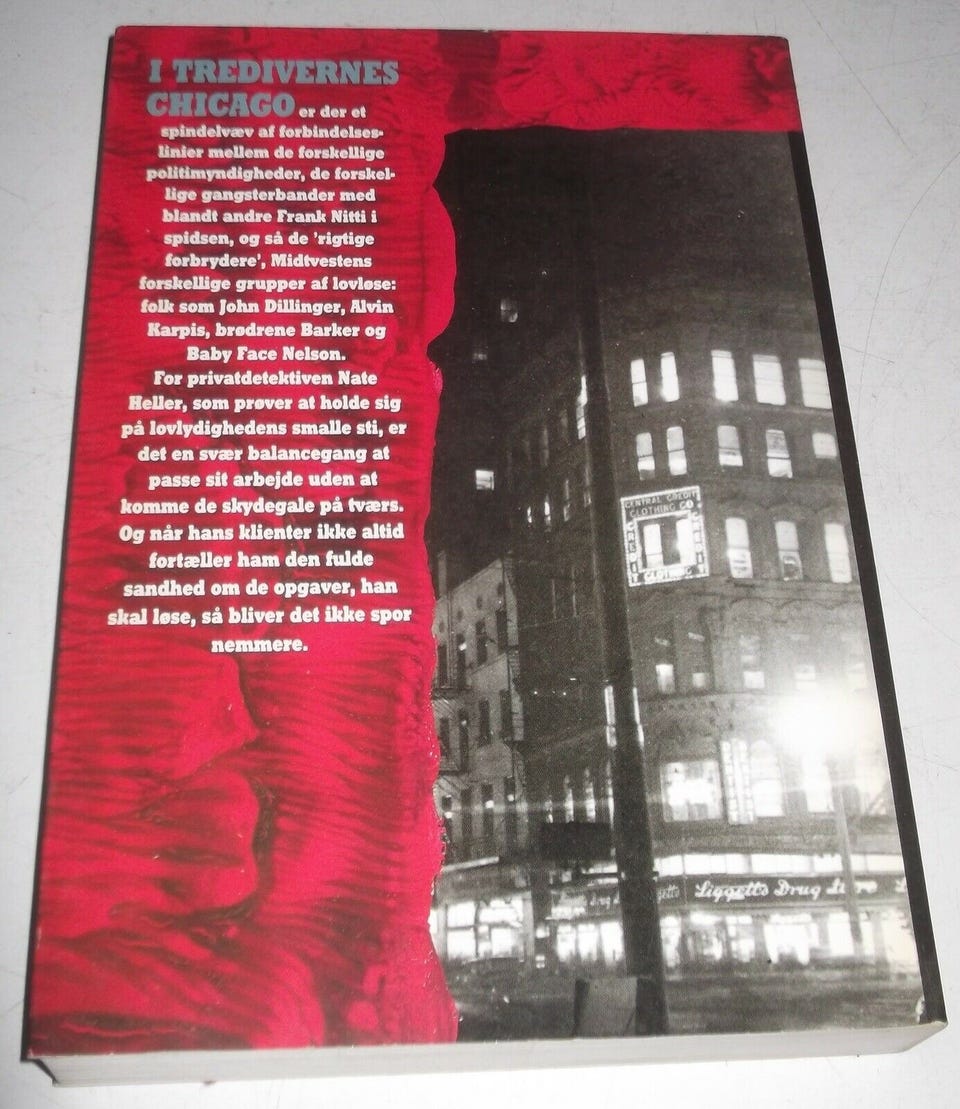 I TREDIVERNES
CHICAGO er der et
spindelvæv af forbindelses-
linier mellem de forskellige
politimyndigheder, de forskel-
lige gangsterbander med
blandt andre Frank Nitti i
spidsen, og så de 'rigtige
forbrydere', Midtvestens
forskellige grupper af lovløse:
folk som John Dillinger, Alvin
Karpis, brødrene Barker og
Baby Face Nelson.
For privatdetektiven Nate
Heller, som prøver at holde sig
på lovlydighedens smalle sti, er
det en svær balancegang at
passe sit arbejde uden at
komme de skydegale på tværs.
Og når hans klienter ikke altid
fortæller ham den fulde
sandhed om de opgaver, han
skal løse, så bliver det ikke spor
nemmere.
CENTRAL CREDIT
CLOTHING CO
CREDIT
CREDIT
CLOTHING
Liggett's Drug Store